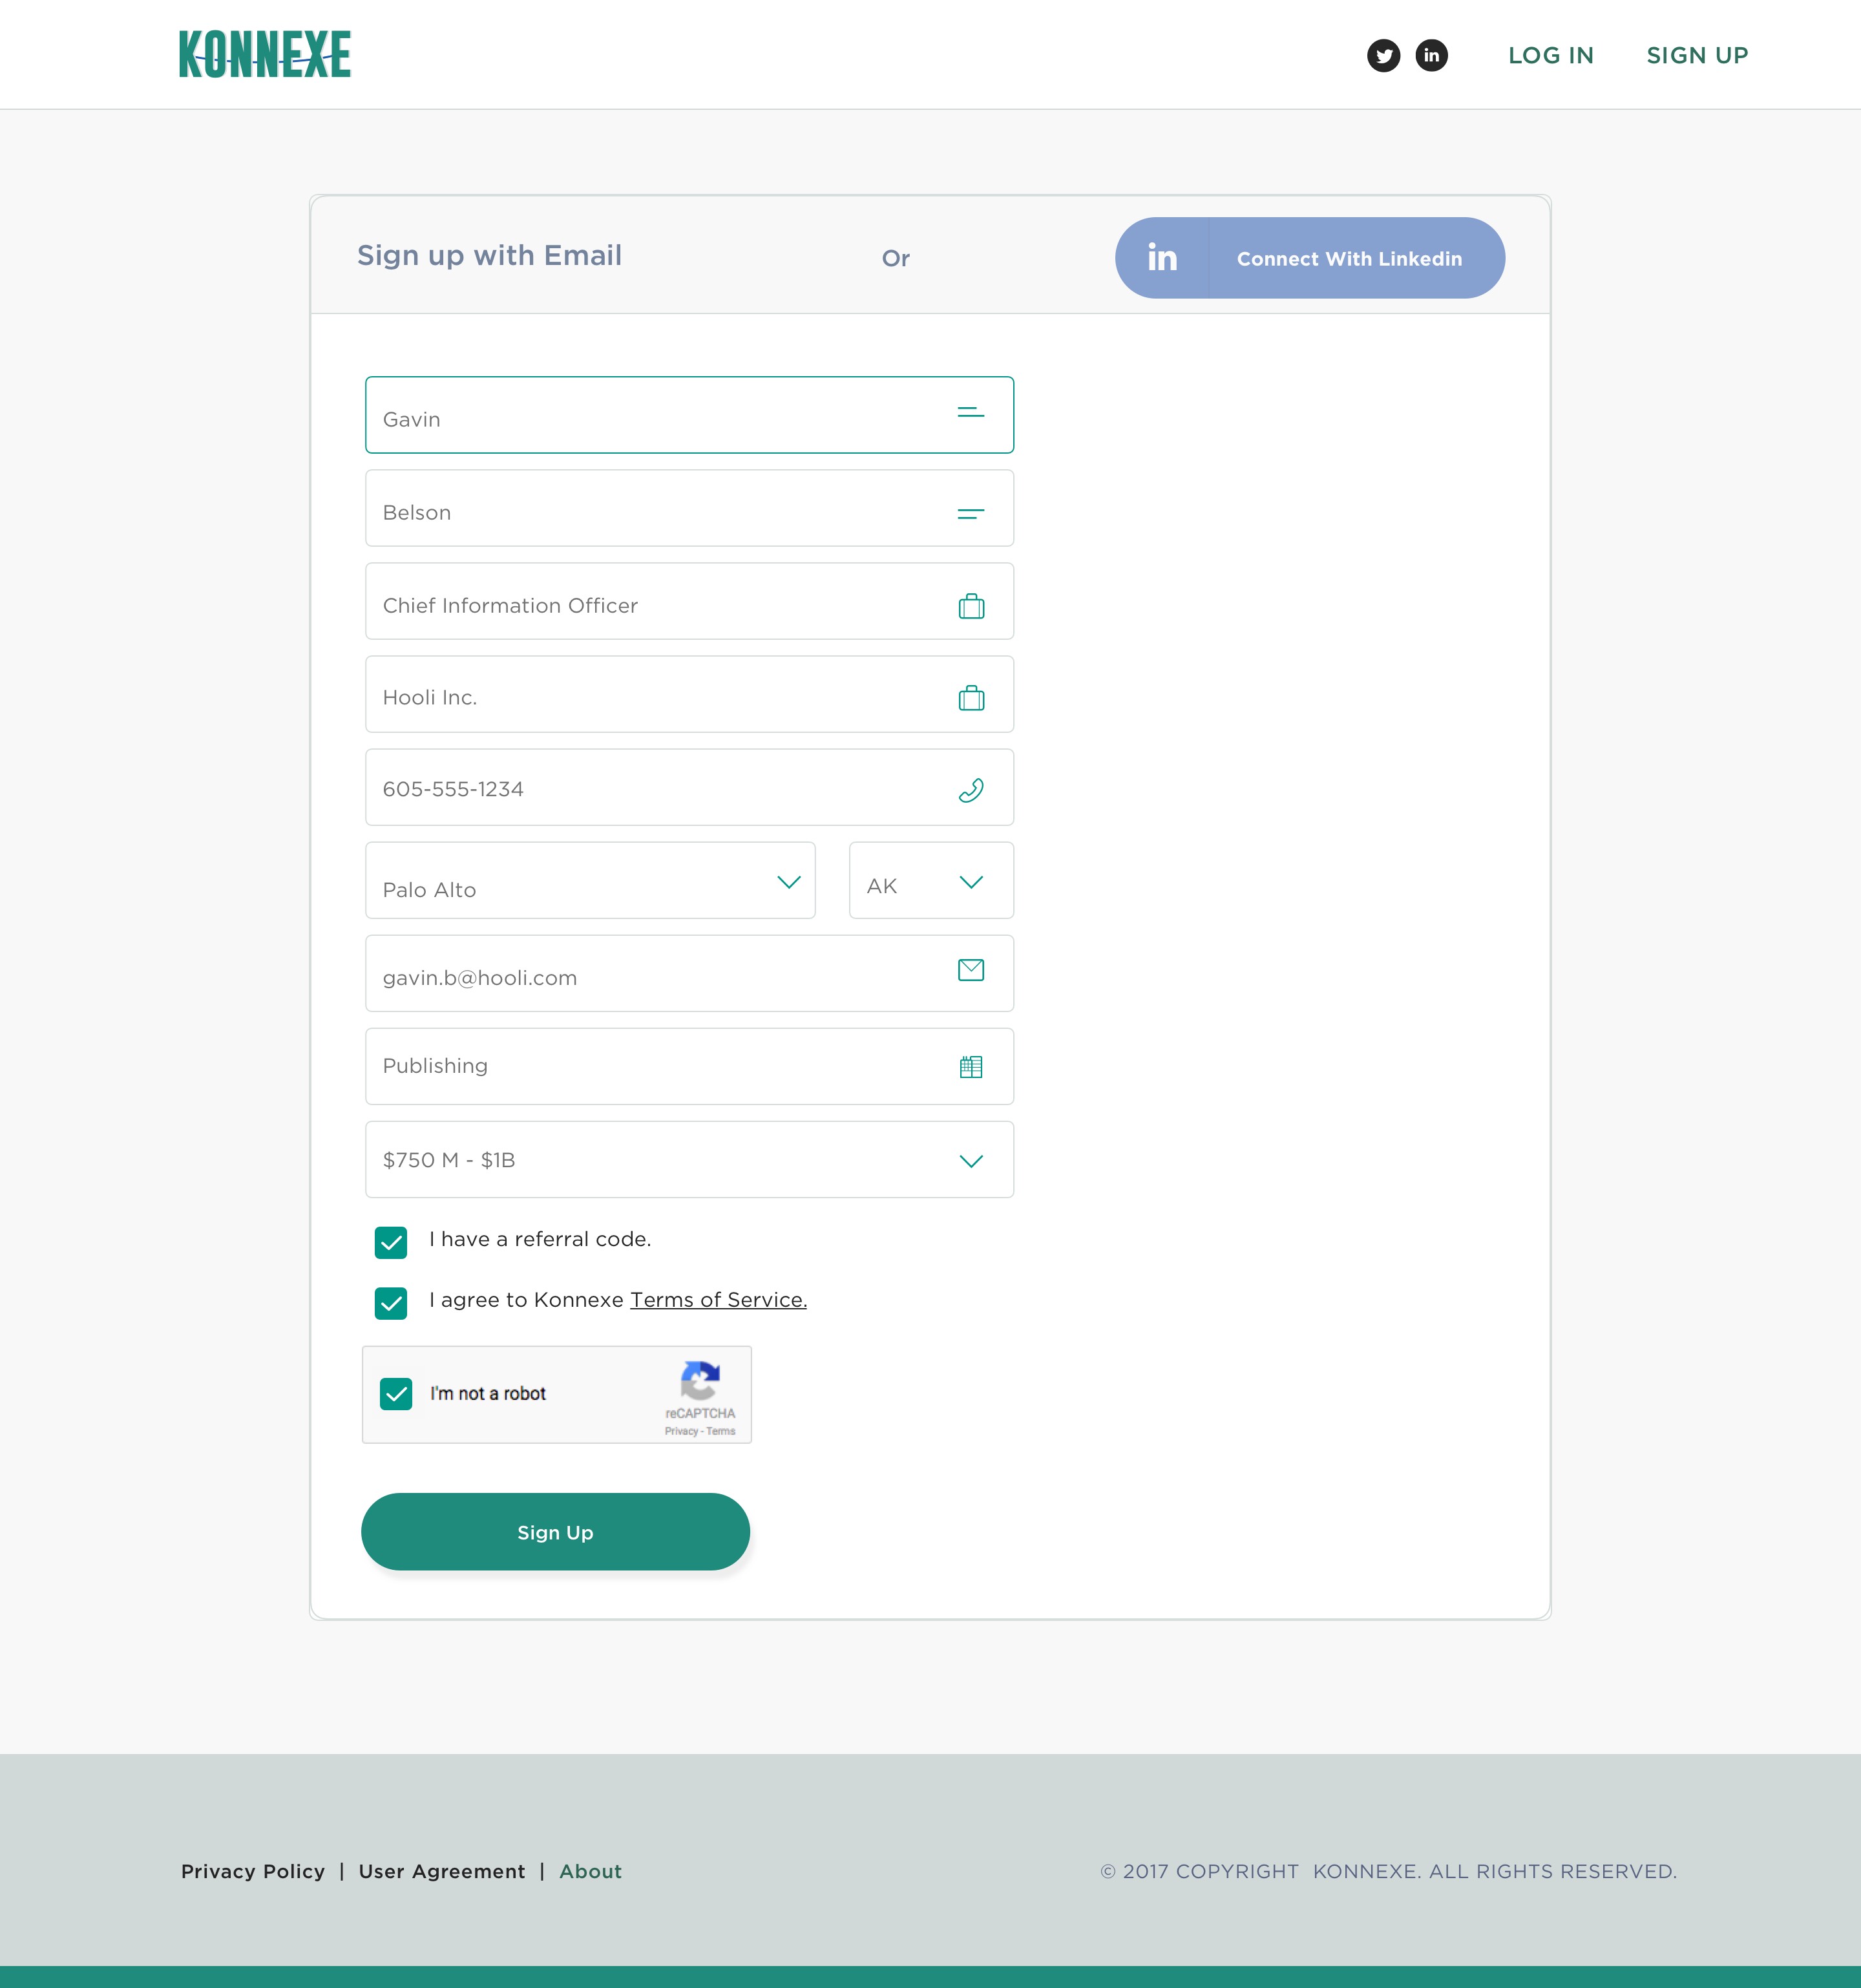 KONNEXE
in
LOG IN
SIGN UP
Sign up with Email
Or
in
Connect With Linkedin
Gavin
Belson
Chief Information Officer
Hooli Inc.
605-555-1234
Palo Alto
AK
gavin.b@hooli.com
Publishing
$750 M - $1B
I have a referral code.
I agree to Konnexe Terms of Service.
I'm not a robot
reCAPTCHA
Privacy - Terms
Sign Up
Privacy Policy | User Agreement | About
© 2017 COPYRIGHT KONNEXE. ALL RIGHTS RESERVED.